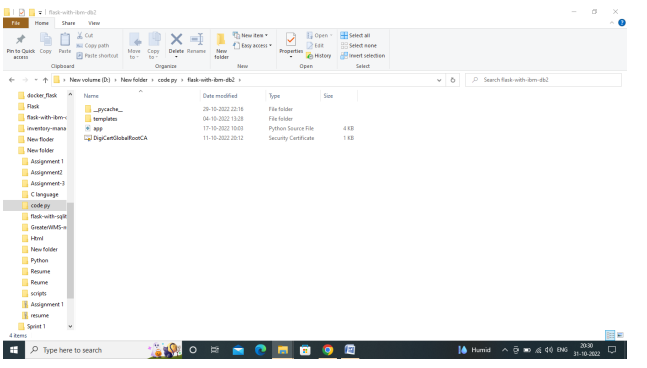 flask-with-ibm-db2
File Home Share View
Pin to Quick access
Copy
Paste
Cut
Copy path
Paste shortcut
Clipboard
Move to
Copy to
Delete
Rename
Organize
New folder
New item
Easy access
New
Properties
Open
Edit
History
Open
Select all
Select none
Invert selection
Select
New volume (D:) › New folder › code.py › flask-with-ibm-db2 ›
Search flask-with-ibm-db2
docker_flask
Flask
flask-with-ibm-c
inventory-mana
New floder
New folder
Assignment 1
Assignment2
Assignment-3
C language
code.py
flask-with-sqlit
GreaterWMS-m
Html
New folder
Python
Resume
Reume
scripts
Assignment 1
resume
Sprint 1
Name Date modified Type Size
__pycache__ 29-10-2022 22:16 File folder
templates 04-10-2022 13:28 File folder
app 17-10-2022 10:03 Python Source File 4 KB
DigiCertGlobalRootCA 11-10-2022 20:12 Security Certificate 1 KB
4 items
Type here to search
Humid
ENG
20:30
31-10-2022